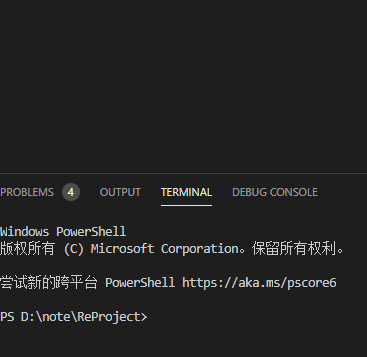 PROBLEMS 4 OUTPUT TERMINAL DEBUG CONSOLE
Windows PowerShell
版权所有 (C) Microsoft Corporation。保留所有权利。
尝试新的跨平台 PowerShell https://aka.ms/pscore6
PS D:\note\ReProject>